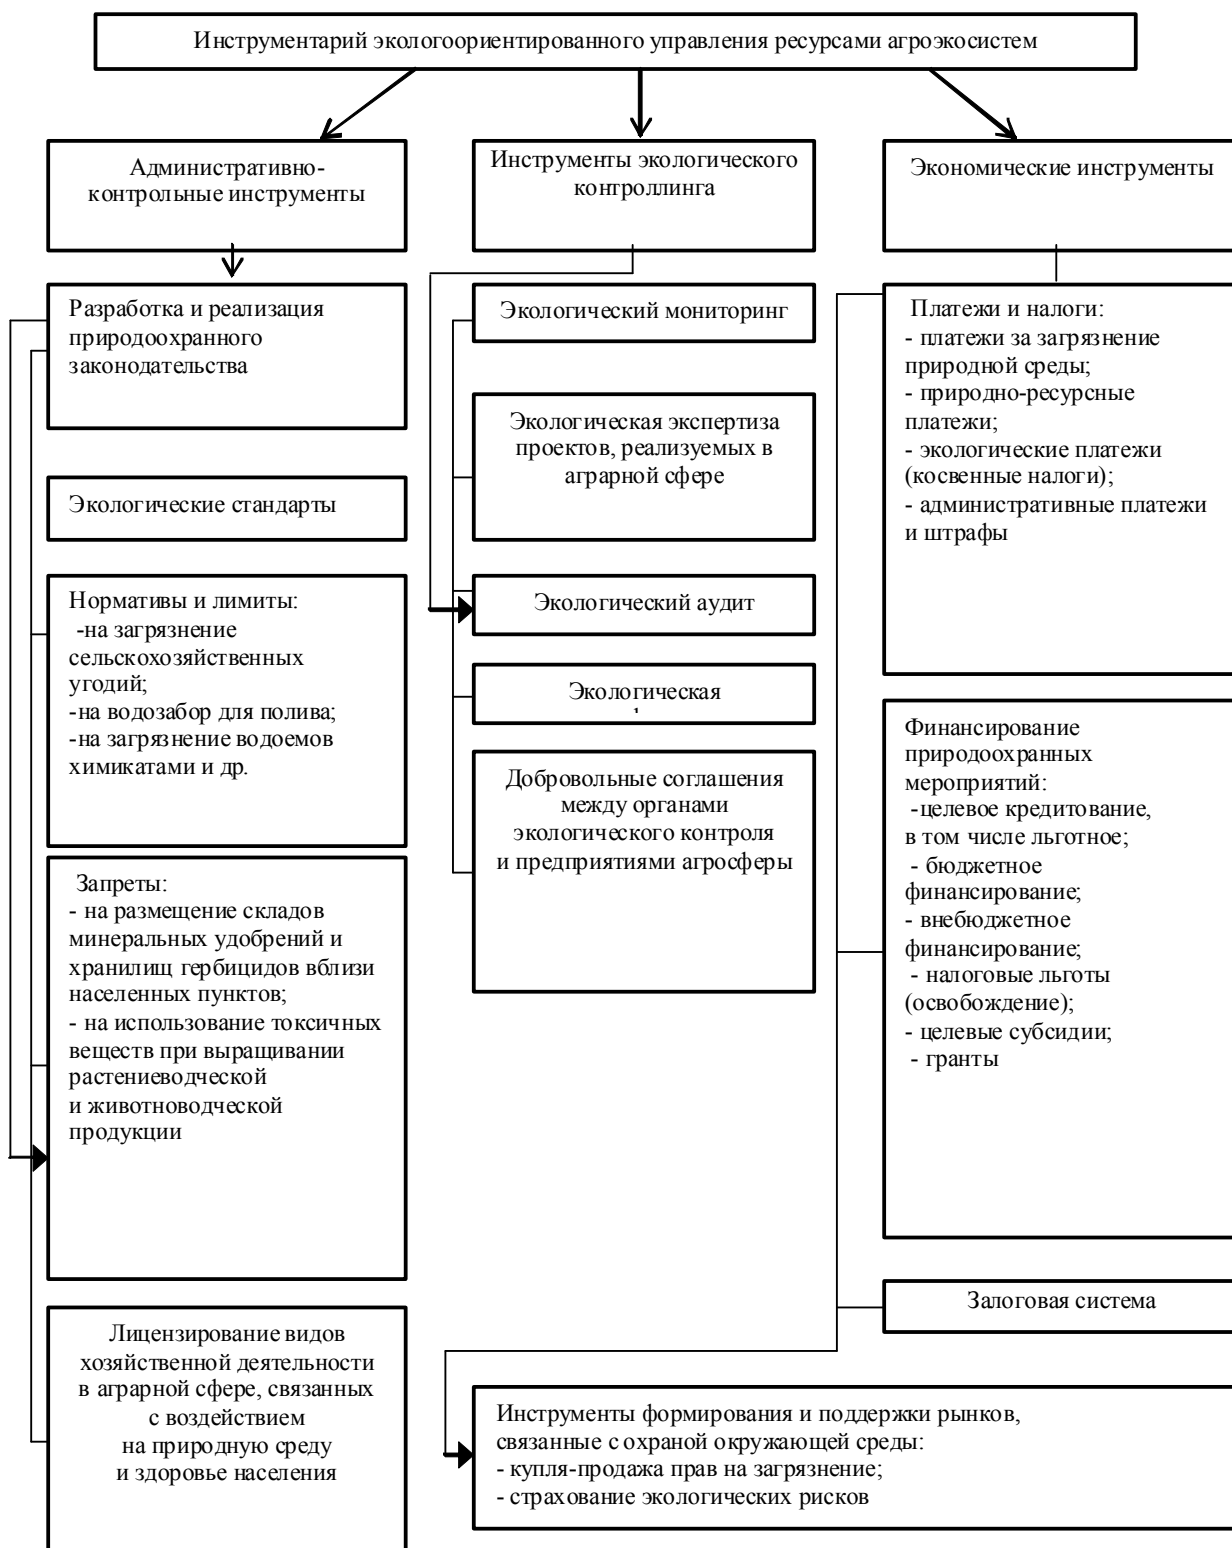 Инструментарий экологоориентированного управления ресурсами агроэкосистем
Административно-
контрольные инструменты
Разработка и реализация
природоохранного
законодательства
Экологические стандарты
Нормативы и лимиты:
-на загрязнение
сельскохозяйственных
угодий;
-на водозабор для полива;
-на загрязнение водоемов
химикатами и др.
Запреты:
- на размещение складов
минеральных удобрений и
хранилищ гербицидов вблизи
населенных пунктов;
- на использование токсичных
веществ при выращивании
растениеводческой
и животноводческой
продукции
Лицензирование видов
хозяйственной деятельности
в аграрной сфере, связанных
с воздействием
на природную среду
и здоровье населения
Инструменты экологического
контроллинга
Экологический мониторинг
Экологическая экспертиза
проектов, реализуемых в
аграрной сфере
Экологический аудит
Экологическая
Добровольные соглашения
между органами
экологического контроля
и предприятиями агросферы
Экономические инструменты
Платежи и налоги:
- платежи за загрязнение
природной среды;
- природно-ресурсные
платежи;
- экологические платежи
(косвенные налоги);
- административные платежи
и штрафы
Финансирование
природоохранных
мероприятий:
-целевое кредитование,
в том числе льготное;
- бюджетное
финансирование;
- внебюджетное
финансирование;
- налоговые льготы
(освобождение);
- целевые субсидии;
- гранты
Залоговая система
Инструменты формирования и поддержки рынков,
связанные с охраной окружающей среды:
- купля-продажа прав на загрязнение;
- страхование экологических рисков